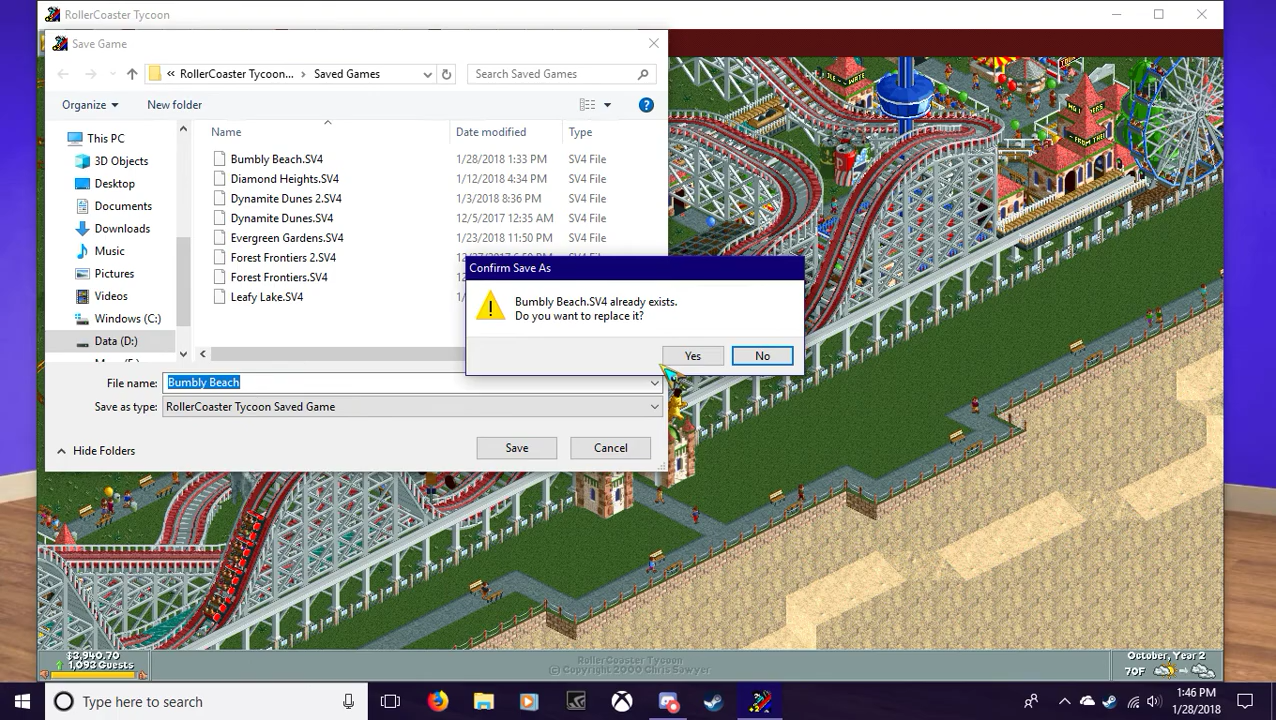 RollerCoaster Tycoon
Save Game
« RollerCoaster Tycoon... › Saved Games
Search Saved Games
Organize
New folder
Name
Date modified
Type
This PC
3D Objects
Desktop
Documents
Downloads
Music
Pictures
Videos
Windows (C:)
Data (D:)
Bumbly Beach.SV4 1/28/2018 1:33 PM SV4 File
Diamond Heights.SV4 1/12/2018 4:34 PM SV4 File
Dynamite Dunes 2.SV4 1/3/2018 8:36 PM SV4 File
Dynamite Dunes.SV4 12/5/2017 12:35 AM SV4 File
Evergreen Gardens.SV4 1/23/2018 11:50 PM SV4 File
Forest Frontiers 2.SV4
Forest Frontiers.SV4
Leafy Lake.SV4
Confirm Save As
Bumbly Beach.SV4 already exists.
Do you want to replace it?
Yes
No
File name: Bumbly Beach
Save as type: RollerCoaster Tycoon Saved Game
Hide Folders
Save
Cancel
$3,940.70
1,093 Guests
RollerCoaster Tycoon
© Copyright 2000 Chris Sawyer
October, Year 2
70°F
Type here to search
1:46 PM
1/28/2018